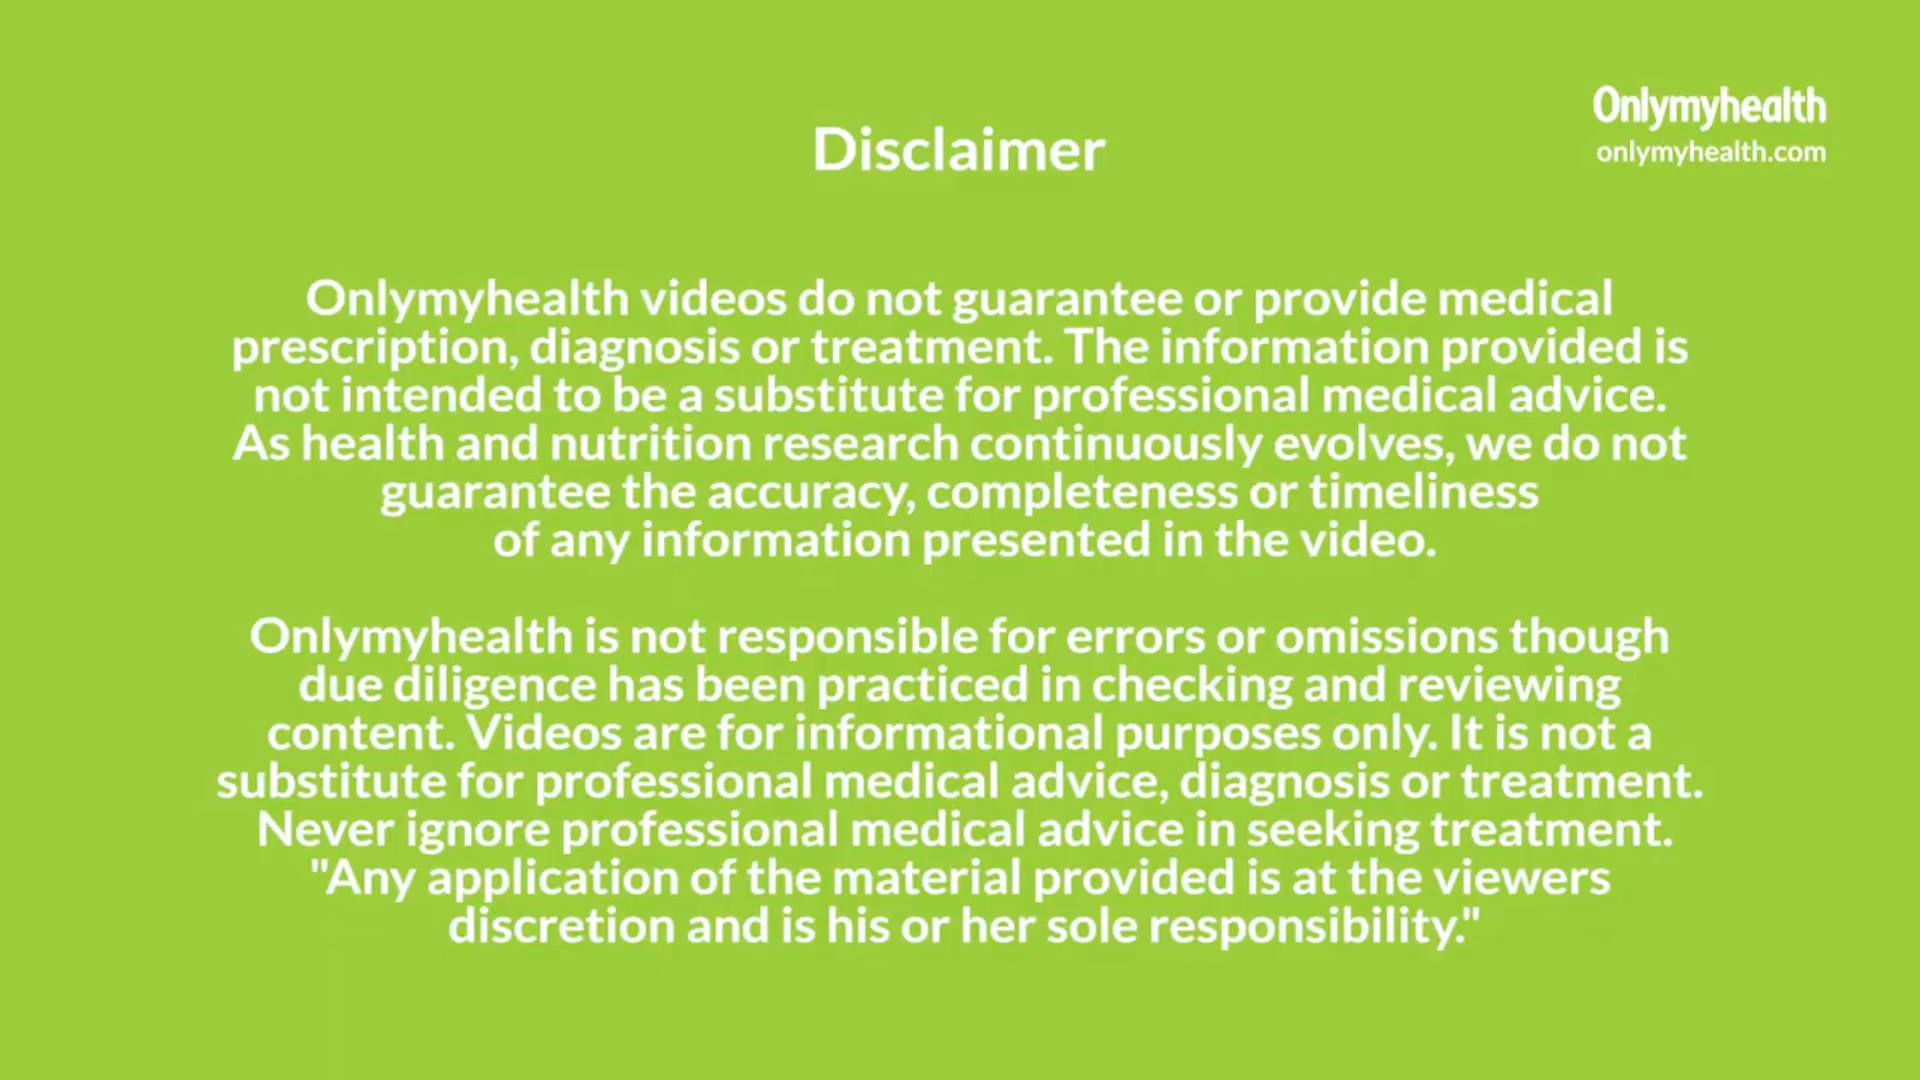 Onlymyhealth
onlymyhealth.com
Disclaimer
Onlymyhealth videos do not guarantee or provide medical
prescription, diagnosis or treatment. The information provided is
not intended to be a substitute for professional medical advice.
As health and nutrition research continuously evolves, we do not
guarantee the accuracy, completeness or timeliness
of any information presented in the video.
Onlymyhealth is not responsible for errors or omissions though
due diligence has been practiced in checking and reviewing
content. Videos are for informational purposes only. It is not a
substitute for professional medical advice, diagnosis or treatment.
Never ignore professional medical advice in seeking treatment.
"Any application of the material provided is at the viewers
discretion and is his or her sole responsibility."